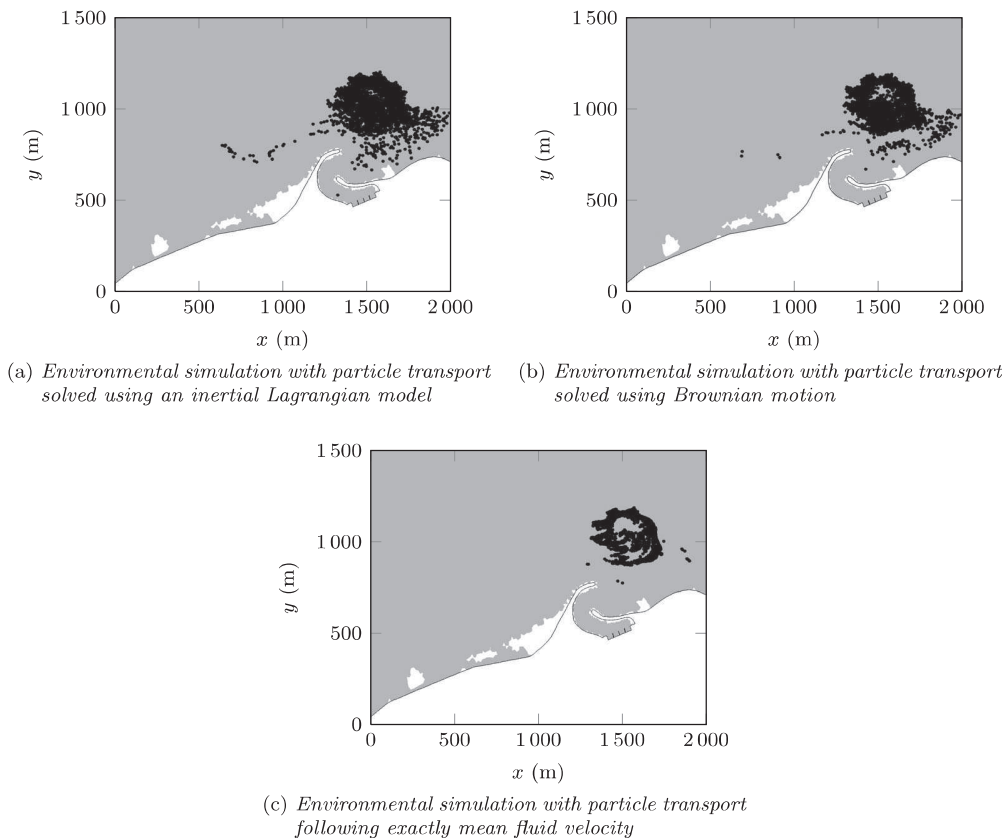 1 500
1 000
500
0
y (m)
0 500 1 000 1 500 2 000
x (m)
(a) Environmental simulation with particle transport
solved using an inertial Lagrangian model
1 500
1 000
500
0
y (m)
0 500 1 000 1 500 2 000
x (m)
(b) Environmental simulation with particle transport
solved using Brownian motion
1 500
1 000
500
0
y (m)
0 500 1 000 1 500 2 000
x (m)
(c) Environmental simulation with particle transport
following exactly mean fluid velocity